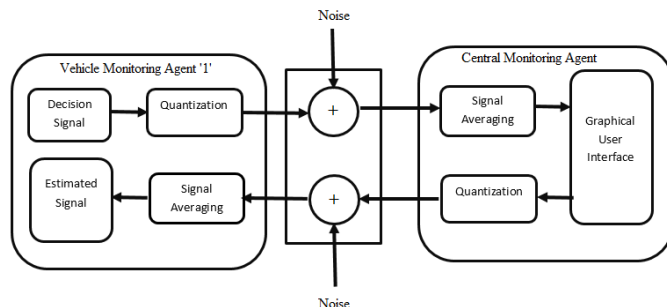 Noise
Vehicle Monitoring Agent '1'
Central Monitoring Agent
Decision
Signal
Quantization
+
Signal
Averaging
Graphical
User
Interface
Estimated
Signal
Signal
Averaging
+
Quantization
Noise